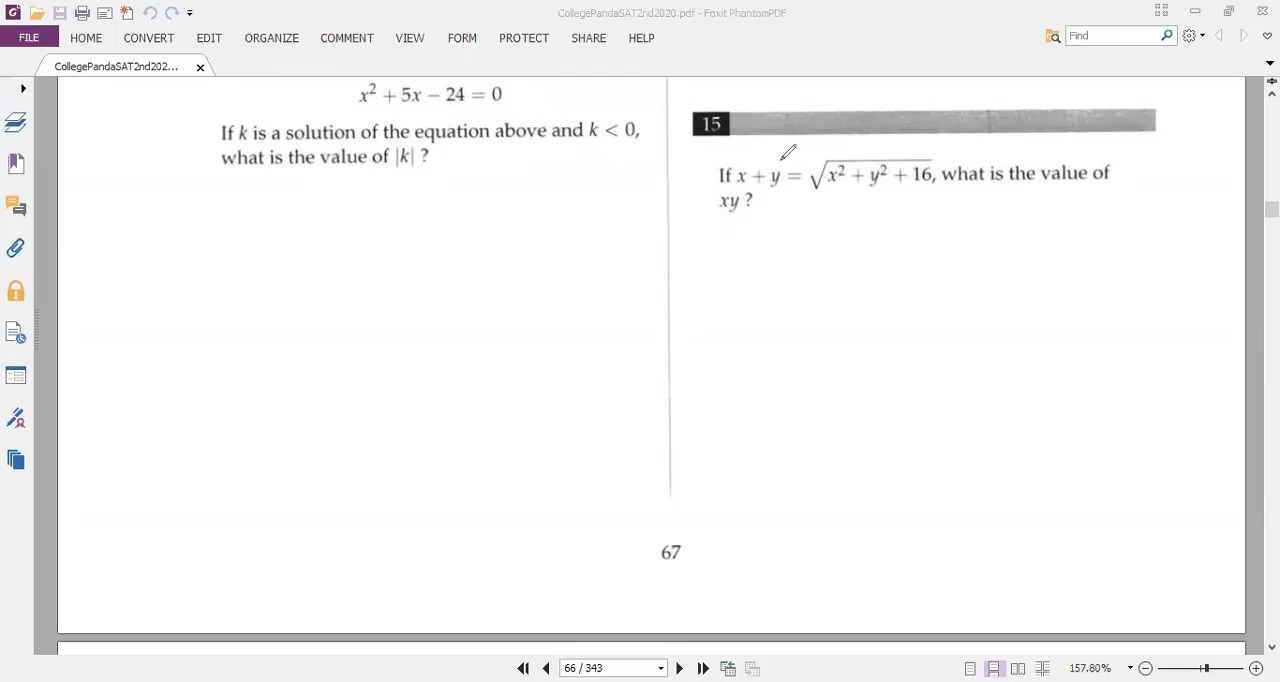 CollegePandaSAT2nd2020.pdf - Foxit PhantomPDF
FILE HOME CONVERT EDIT ORGANIZE COMMENT VIEW FORM PROTECT SHARE HELP Find
CollegePandaSAT2nd202...
x² + 5x − 24 = 0
If k is a solution of the equation above and k < 0,
what is the value of |k| ?
15
If x + y = √(x² + y² + 16), what is the value of
xy ?
67
66 / 343
157.80%